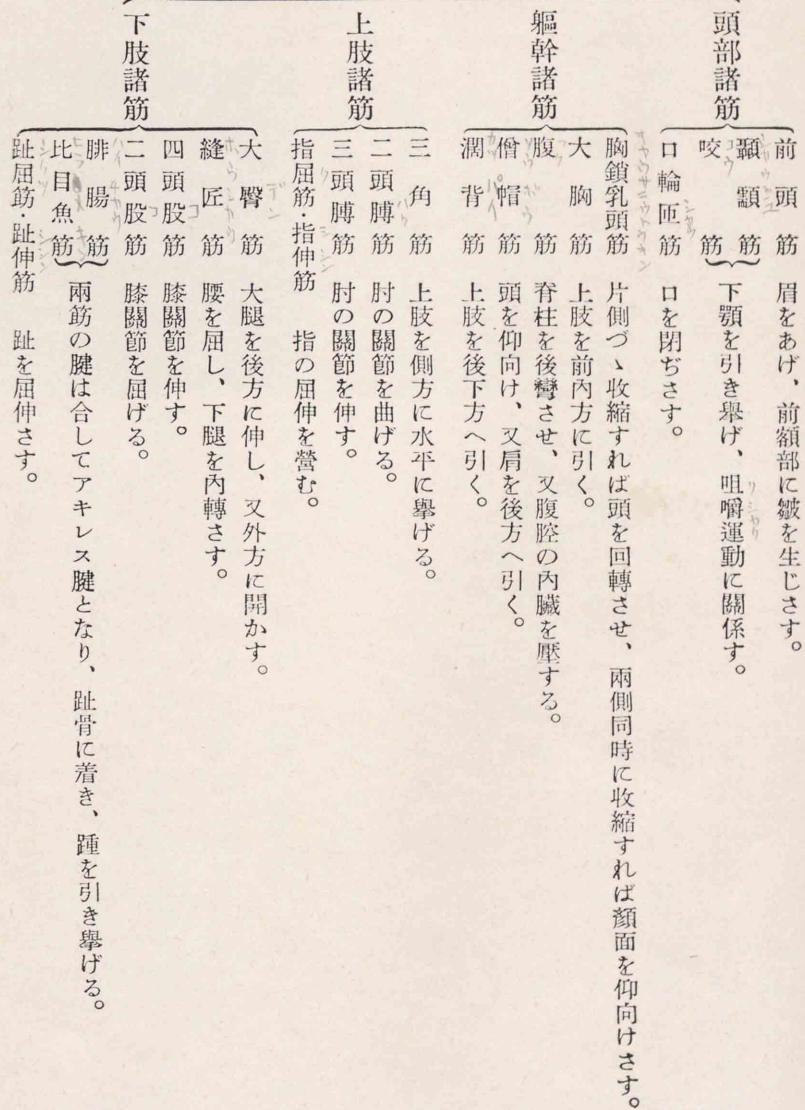 頭部諸筋
前頭筋 眉をあげ、前額部に皺を生じさす。
顳顬筋
咬筋 下顎を引き擧げ、咀嚼運動に關係す。
口輪匝筋 口を閉ぢさす。
軀幹諸筋
胸鎖乳頭筋 片側づゝ收縮すれば頭を回轉させ、兩側同時に收縮すれば顏面を仰向けさす。
大胸筋 上肢を前內方に引く。
腹筋 脊柱を後彎させ、又腹腔の內臟を壓する。
僧帽筋 頭を仰向け、又肩を後方へ引く。
濶背筋 上肢を後下方へ引く。
上肢諸筋
三角筋 上肢を側方に水平に擧げる。
二頭膊筋 肘の關節を曲げる。
三頭膊筋 肘の關節を伸す。
指屈筋・指伸筋 指の屈伸を營む。
下肢諸筋
大臀筋 大腿を後方に伸し、又外方に開かす。
縫匠筋 腰を屈し、下腿を內轉さす。
四頭股筋 膝關節を伸す。
二頭股筋 膝關節を屈げる。
腓腸筋
比目魚筋 兩筋の腱は合してアキレス腱となり、趾骨に着き、踵を引き擧げる。
趾屈筋・趾伸筋 趾を屈伸さす。